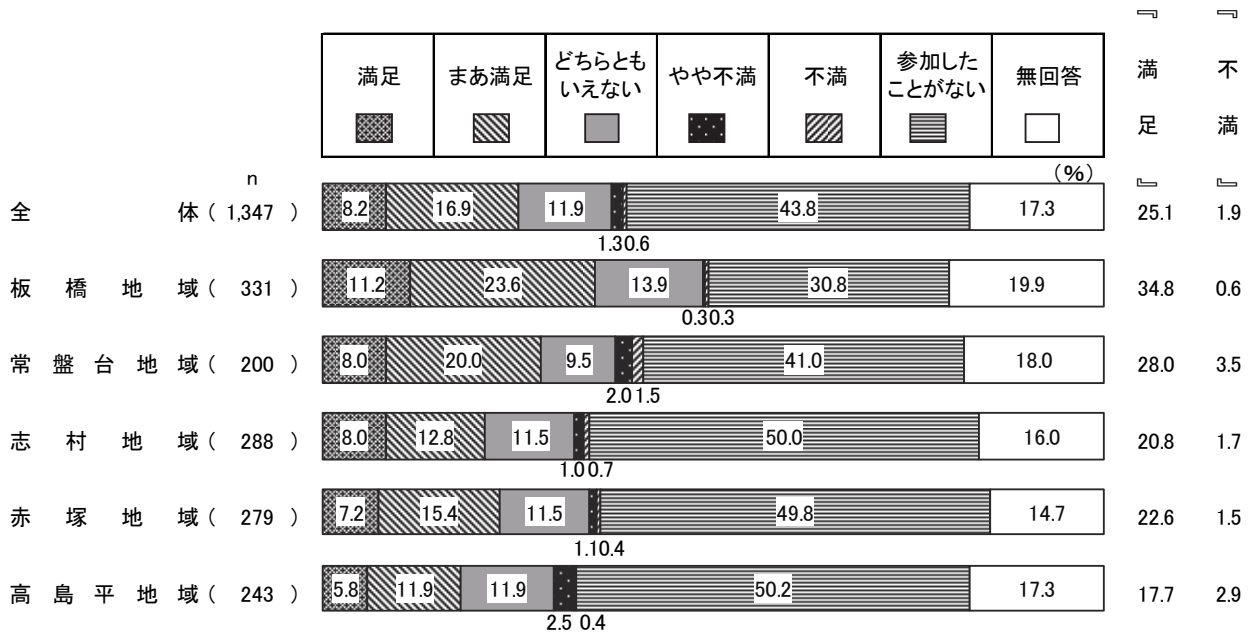 満足 まあ満足 どちらとも やや不満 不満 参加した 無回答 『満足』 『不満』
いえない ことがない
n (%)
全体( 1,347 ) 8.2 16.9 11.9 43.8 17.3 25.1 1.9
1.3 0.6
板橋地域( 331 ) 11.2 23.6 13.9 30.8 19.9 34.8 0.6
0.3 0.3
常盤台地域( 200 ) 8.0 20.0 9.5 41.0 18.0 28.0 3.5
2.0 1.5
志村地域( 288 ) 8.0 12.8 11.5 50.0 16.0 20.8 1.7
1.0 0.7
赤塚地域( 279 ) 7.2 15.4 11.5 49.8 14.7 22.6 1.5
1.1 0.4
高島平地域( 243 ) 5.8 11.9 11.9 50.2 17.3 17.7 2.9
2.5 0.4